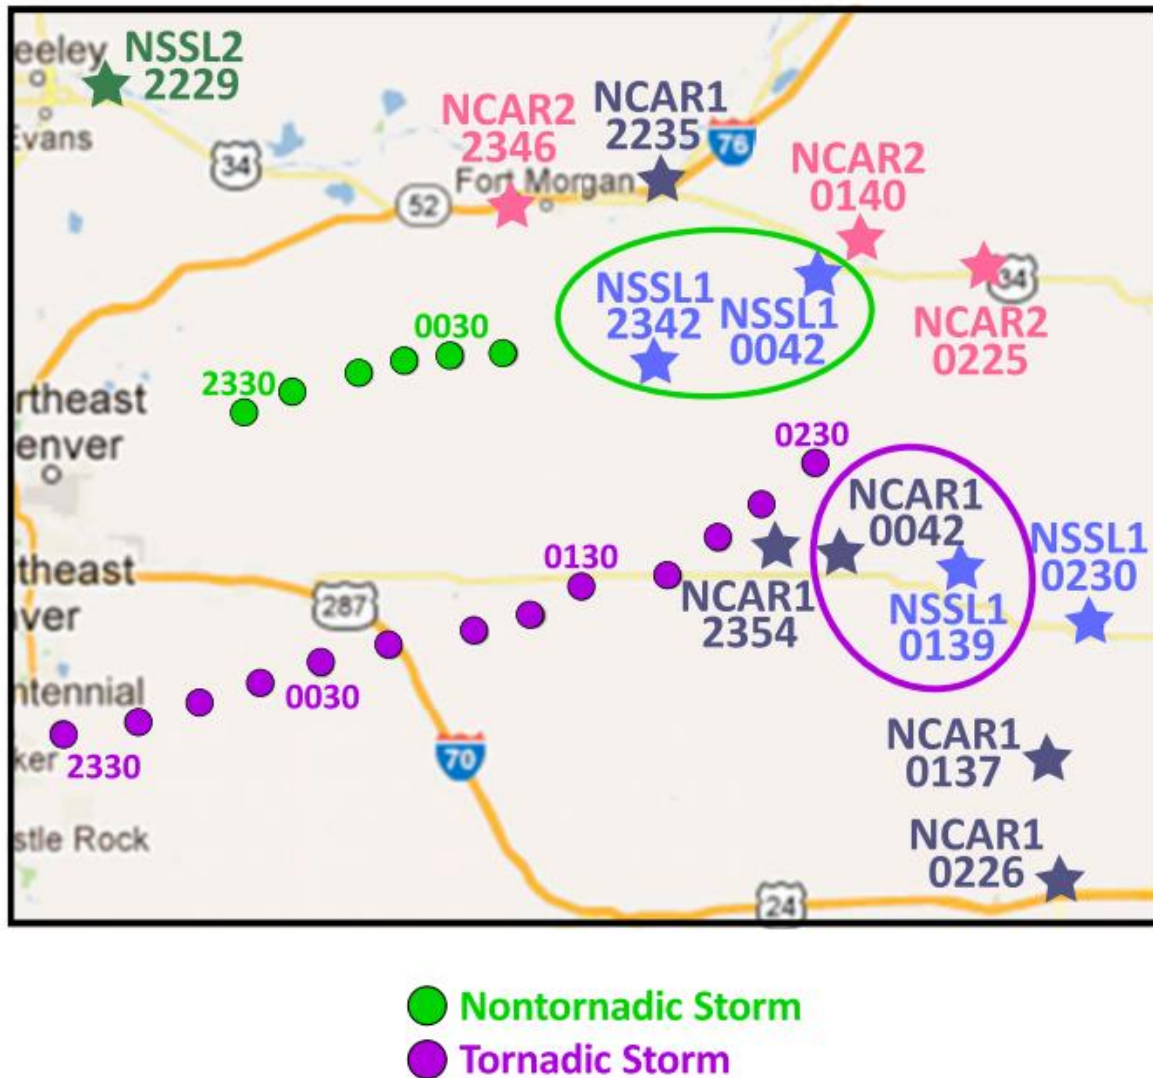 eeley
NSSL2
2229
Evans
34
NCAR2
2346
NCAR1
2235
76
Fort Morgan
52
NCAR2
0140
34
NCAR2
0225
NSSL1
2342
NSSL1
0042
0030
2330
rtheast
enver
0230
NCAR1
0042
NSSL1
0230
NSSL1
0139
0130
theast
ver
287
NCAR1
2354
0030
ntennial
ker
2330
70
NCAR1
0137
stle Rock
NCAR1
0226
24
Nontornadic Storm
Tornadic Storm